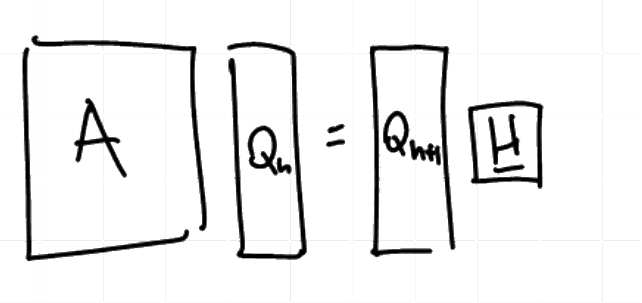 A Qₙ = Qₙ₊₁ H̲